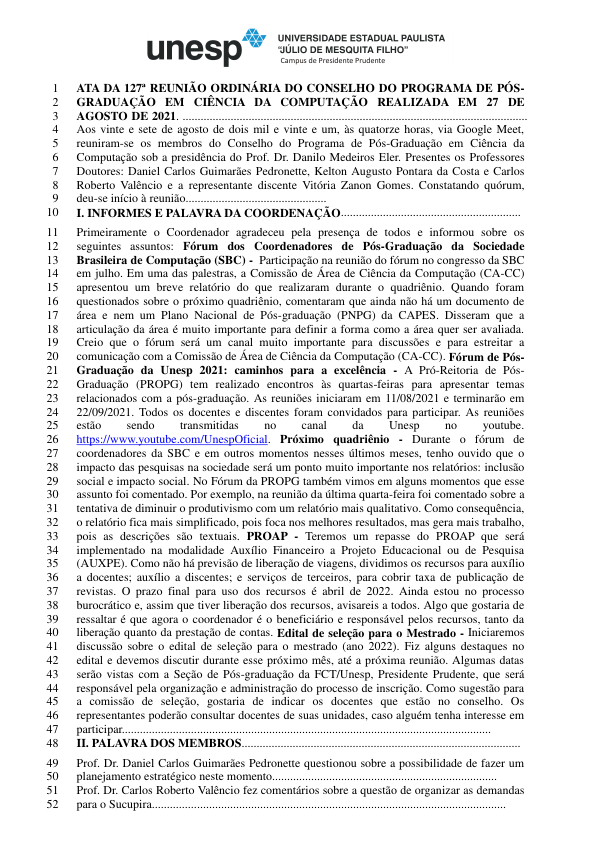 unesp
UNIVERSIDADE ESTADUAL PAULISTA
“JÚLIO DE MESQUITA FILHO”
Campus de Presidente Prudente
1 ATA DA 127ª REUNIÃO ORDINÁRIA DO CONSELHO DO PROGRAMA DE PÓS-
2 GRADUAÇÃO EM CIÊNCIA DA COMPUTAÇÃO REALIZADA EM 27 DE
3 AGOSTO DE 2021. ...................................................................................................................
4 Aos vinte e sete de agosto de dois mil e vinte e um, às quatorze horas, via Google Meet,
5 reuniram-se os membros do Conselho do Programa de Pós-Graduação em Ciência da
6 Computação sob a presidência do Prof. Dr. Danilo Medeiros Eler. Presentes os Professores
7 Doutores: Daniel Carlos Guimarães Pedronette, Kelton Augusto Pontara da Costa e Carlos
8 Roberto Valêncio e a representante discente Vitória Zanon Gomes. Constatando quórum,
9 deu-se início à reunião...............................................
10 I. INFORMES E PALAVRA DA COORDENAÇÃO............................................................
11 Primeiramente o Coordenador agradeceu pela presença de todos e informou sobre os
12 seguintes assuntos: Fórum dos Coordenadores de Pós-Graduação da Sociedade
13 Brasileira de Computação (SBC) - Participação na reunião do fórum no congresso da SBC
14 em julho. Em uma das palestras, a Comissão de Área de Ciência da Computação (CA-CC)
15 apresentou um breve relatório do que realizaram durante o quadriênio. Quando foram
16 questionados sobre o próximo quadriênio, comentaram que ainda não há um documento de
17 área e nem um Plano Nacional de Pós-graduação (PNPG) da CAPES. Disseram que a
18 articulação da área é muito importante para definir a forma como a área quer ser avaliada.
19 Creio que o fórum será um canal muito importante para discussões e para estreitar a
20 comunicação com a Comissão de Área de Ciência da Computação (CA-CC). Fórum de Pós-
21 Graduação da Unesp 2021: caminhos para a excelência - A Pró-Reitoria de Pós-
22 Graduação (PROPG) tem realizado encontros às quartas-feiras para apresentar temas
23 relacionados com a pós-graduação. As reuniões iniciaram em 11/08/2021 e terminarão em
24 22/09/2021. Todos os docentes e discentes foram convidados para participar. As reuniões
25 estão sendo transmitidas no canal da Unesp no youtube.
26 https://www.youtube.com/UnespOficial. Próximo quadriênio - Durante o fórum de
27 coordenadores da SBC e em outros momentos nesses últimos meses, tenho ouvido que o
28 impacto das pesquisas na sociedade será um ponto muito importante nos relatórios: inclusão
29 social e impacto social. No Fórum da PROPG também vimos em alguns momentos que esse
30 assunto foi comentado. Por exemplo, na reunião da última quarta-feira foi comentado sobre a
31 tentativa de diminuir o produtivismo com um relatório mais qualitativo. Como consequência,
32 o relatório fica mais simplificado, pois foca nos melhores resultados, mas gera mais trabalho,
33 pois as descrições são textuais. PROAP - Teremos um repasse do PROAP que será
34 implementado na modalidade Auxílio Financeiro a Projeto Educacional ou de Pesquisa
35 (AUXPE). Como não há previsão de liberação de viagens, dividimos os recursos para auxílio
36 a docentes; auxílio a discentes; e serviços de terceiros, para cobrir taxa de publicação de
37 revistas. O prazo final para uso dos recursos é abril de 2022. Ainda estou no processo
38 burocrático e, assim que tiver liberação dos recursos, avisareis a todos. Algo que gostaria de
39 ressaltar é que agora o coordenador é o beneficiário e responsável pelos recursos, tanto da
40 liberação quanto da prestação de contas. Edital de seleção para o Mestrado - Iniciaremos
41 discussão sobre o edital de seleção para o mestrado (ano 2022). Fiz alguns destaques no
42 edital e devemos discutir durante esse próximo mês, até a próxima reunião. Algumas datas
43 serão vistas com a Seção de Pós-graduação da FCT/Unesp, Presidente Prudente, que será
44 responsável pela organização e administração do processo de inscrição. Como sugestão para
45 a comissão de seleção, gostaria de indicar os docentes que estão no conselho. Os
46 representantes poderão consultar docentes de suas unidades, caso alguém tenha interesse em
47 participar...........................................................................................................................
48 II. PALAVRA DOS MEMBROS.............................................................................................
49 Prof. Dr. Daniel Carlos Guimarães Pedronette questionou sobre a possibilidade de fazer um
50 planejamento estratégico neste momento...........................................................................
51 Prof. Dr. Carlos Roberto Valêncio fez comentários sobre a questão de organizar as demandas
52 para o Sucupira......................................................................................................................